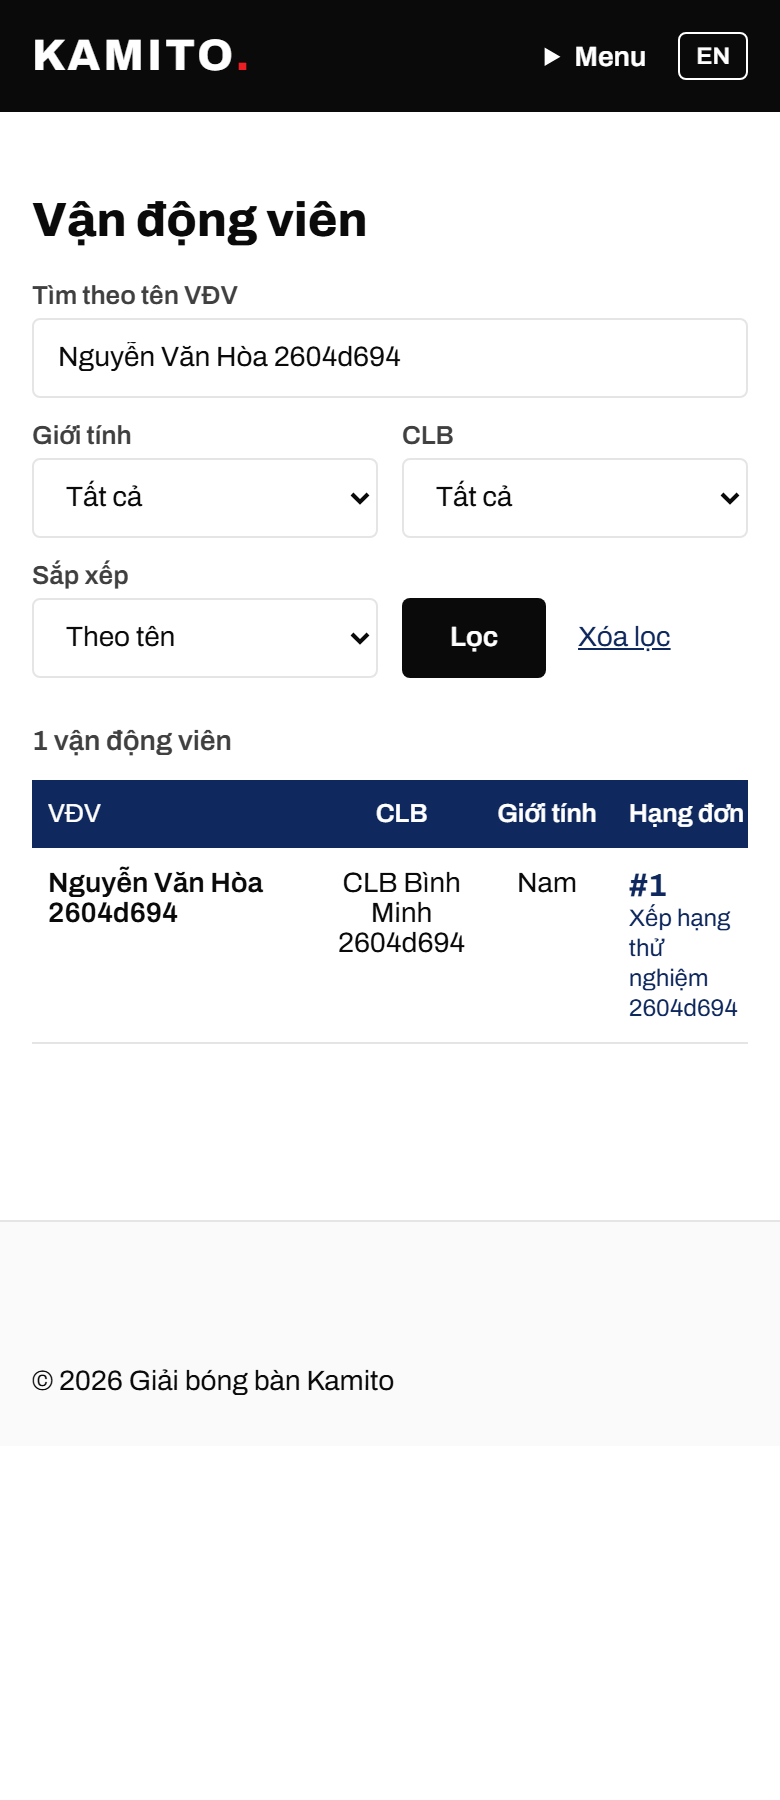 KAMITO.
Menu
EN
Vận động viên
Tìm theo tên VĐV
Nguyễn Văn Hòa 2604d694
Giới tính
CLB
Tất cả
Tất cả
Sắp xếp
Theo tên
Lọc
Xóa lọc
1 vận động viên
VĐV CLB Giới tính Hạng đơn
Nguyễn Văn Hòa
2604d694
CLB Bình
Minh
2604d694
Nam
#1
Xếp hạng
thử
nghiệm
2604d694
© 2026 Giải bóng bàn Kamito